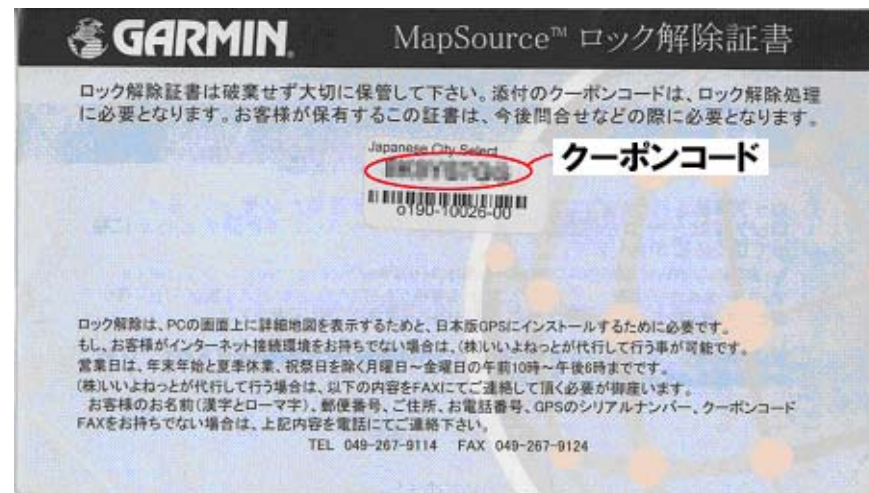 GARMIN. MapSource™ ロック解除証書
ロック解除証書は破棄せず大切に保管して下さい。添付のクーポンコードは、ロック解除処理
に必要となります。お客様が保有するこの証書は、今後問合せなどの際に必要となります。
Japanese City Select
クーポンコード
0190-10026-00
ロック解除は、PCの画面上に詳細地図を表示するためと、日本版GPSにインストールするために必要です。
もし、お客様がインターネット接続環境をお持ちでない場合は、(株)いいよねっとが代行して行う事が可能です。
営業日は、年末年始と夏季休業、祝祭日を除く月曜日～金曜日の午前10時～午後6時までです。
(株)いいよねっとが代行して行う場合は、以下の内容をFAXにてご連絡して頂く必要が御座います。
お客様のお名前(漢字とローマ字)、郵便番号、ご住所、お電話番号、GPSのシリアルナンバー、クーポンコード
FAXをお持ちでない場合は、上記内容を電話にてご連絡下さい。
TEL 049-267-9114 FAX 049-267-9124